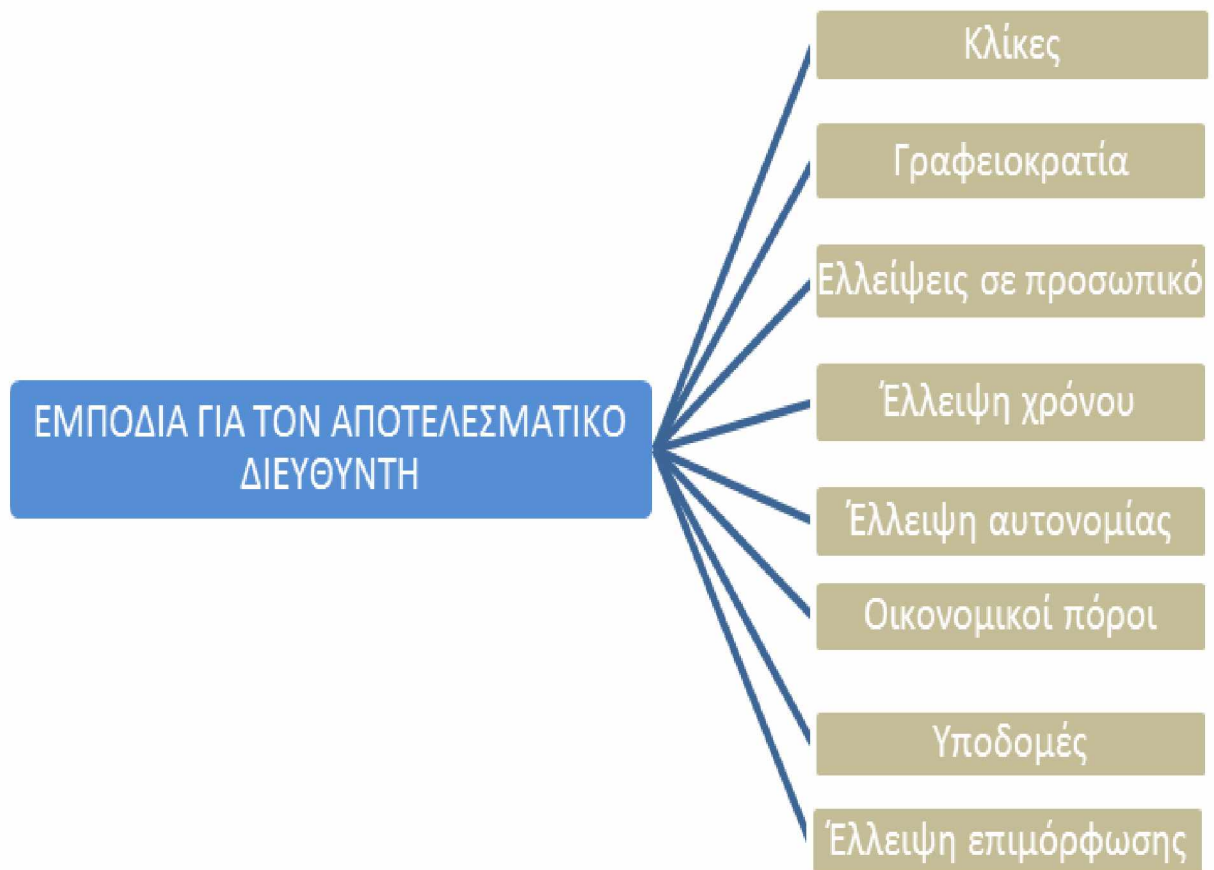 Κλίκες
Γραφειοκρατία
Ελλείψεις σε προσωπικό
ΕΜΠΟΔΙΑ ΓΙΑ ΤΟΝ ΑΠΟΤΕΛΕΣΜΑΤΙΚΟ
ΔΙΕΥΘΥΝΤΗ
Έλλειψη χρόνου
Έλλειψη αυτονομίας
Οικονομικοί πόροι
Υποδομές
Έλλειψη επιμόρφωσης